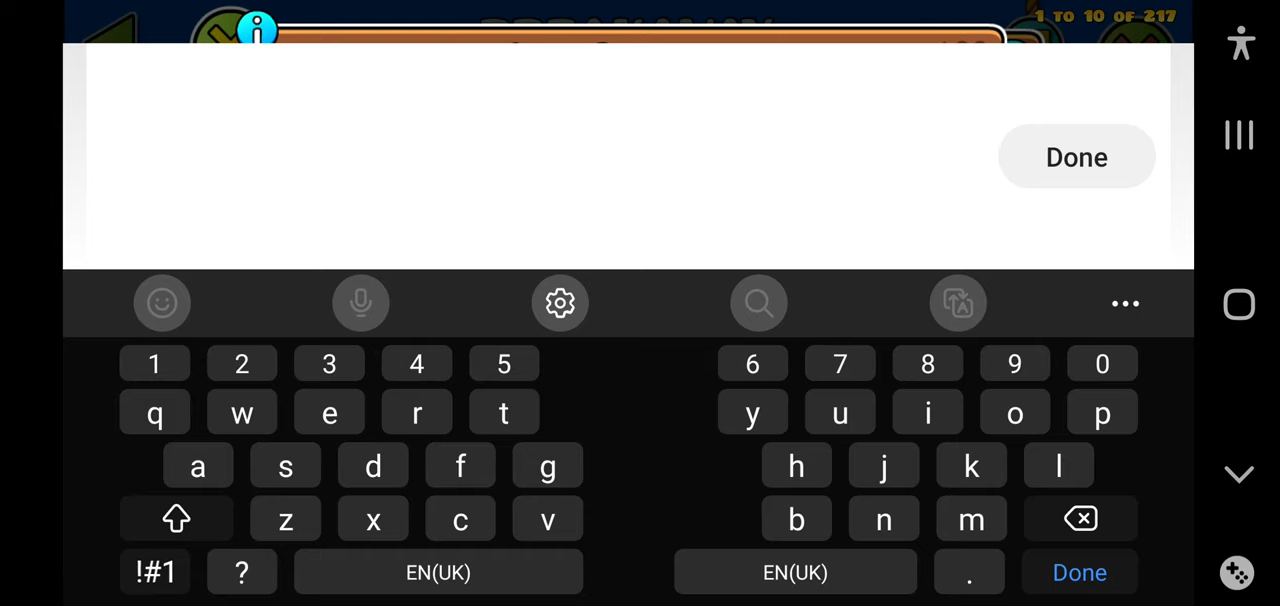 1 TO 10 OF 217
Done
1 2 3 4 5 6 7 8 9 0
q w e r t y u i o p
a s d f g h j k l
z x c v b n m
!#1 ? EN(UK) EN(UK) . Done